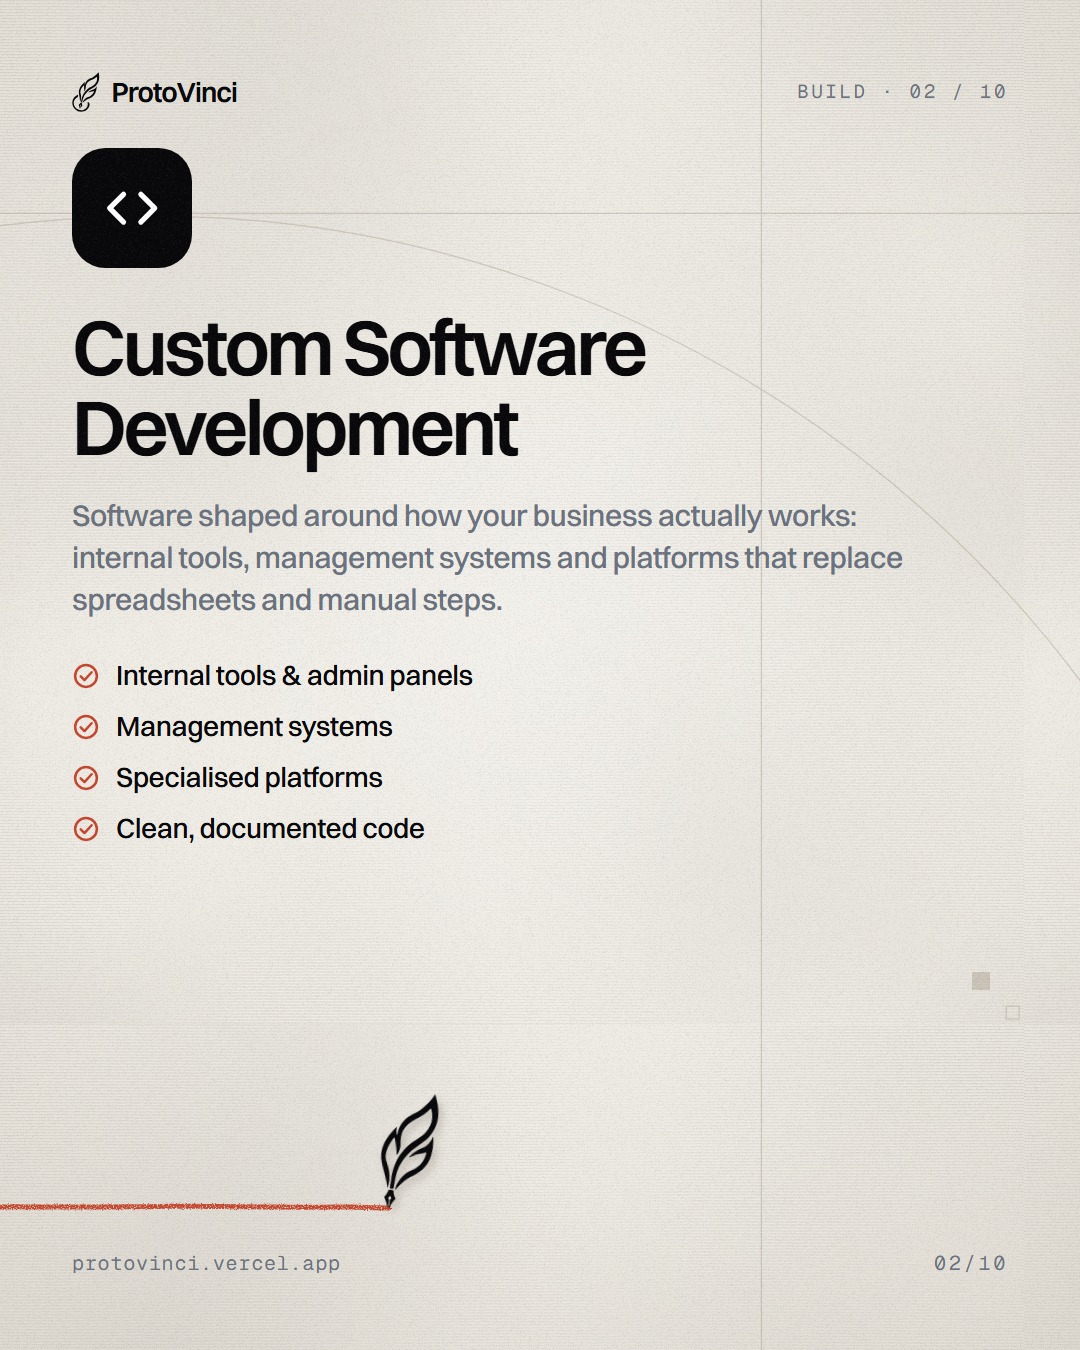 ProtoVinci
BUILD · 02 / 10
Custom Software
Development
Software shaped around how your business actually works:
internal tools, management systems and platforms that replace
spreadsheets and manual steps.
Internal tools & admin panels
Management systems
Specialised platforms
Clean, documented code
protovinci.vercel.app
02/10